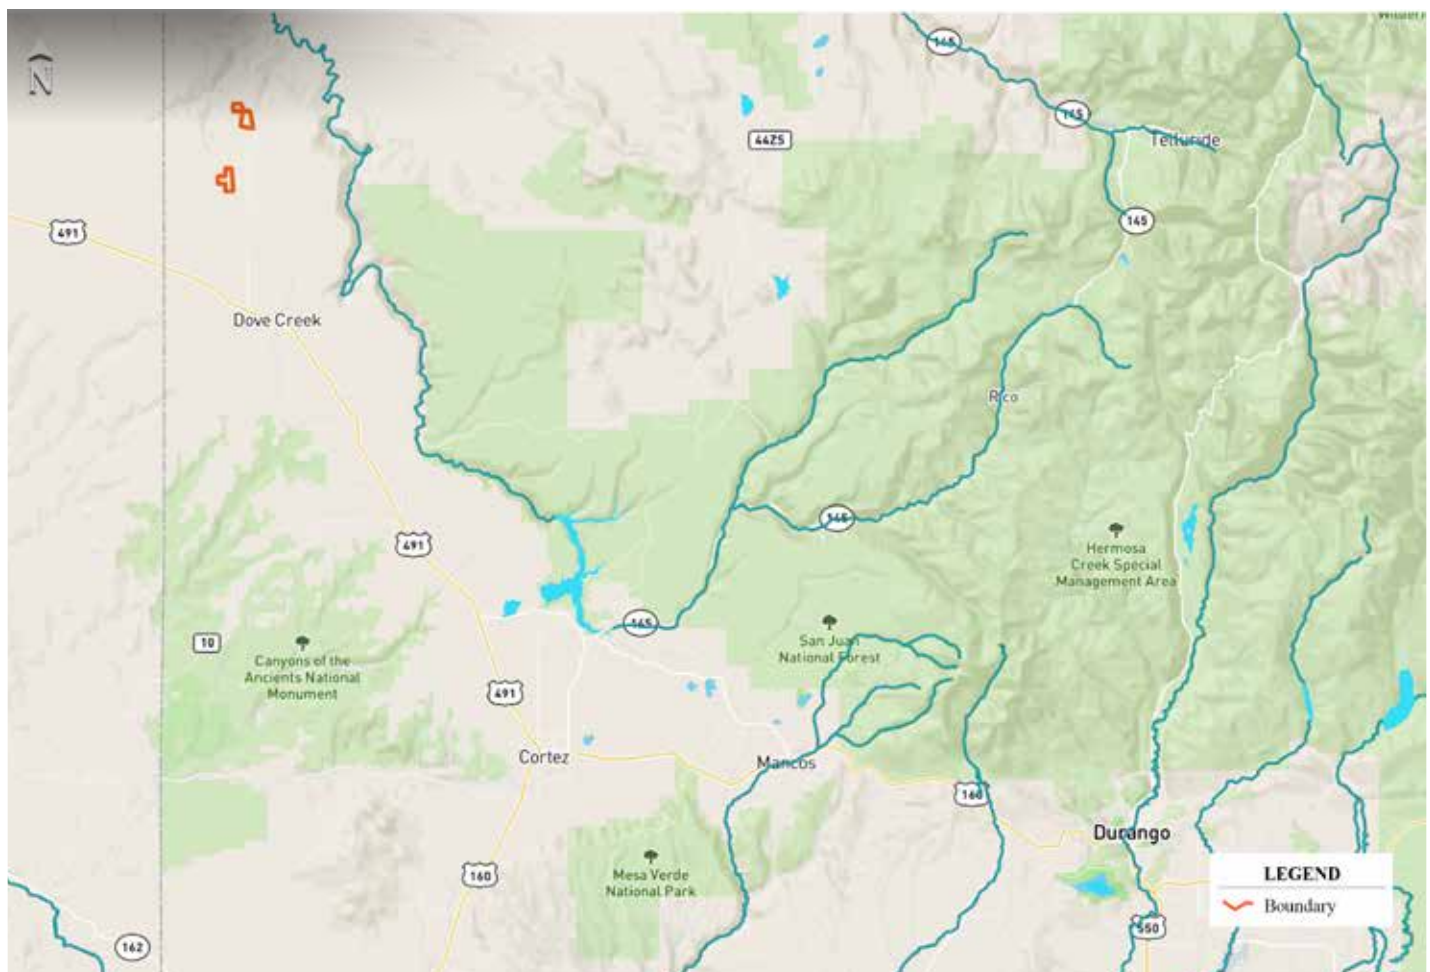 N
145
145
4425
Telluride
145
491
Dove Creek
Rico
145
491
Hermosa
Creek Special
Management Area
145
San Juan
National Forest
10
Canyons of the
Ancients National
Monument
491
Cortez
Mancos
160
Durango
Mesa Verde
National Park
160
LEGEND
Boundary
550
162